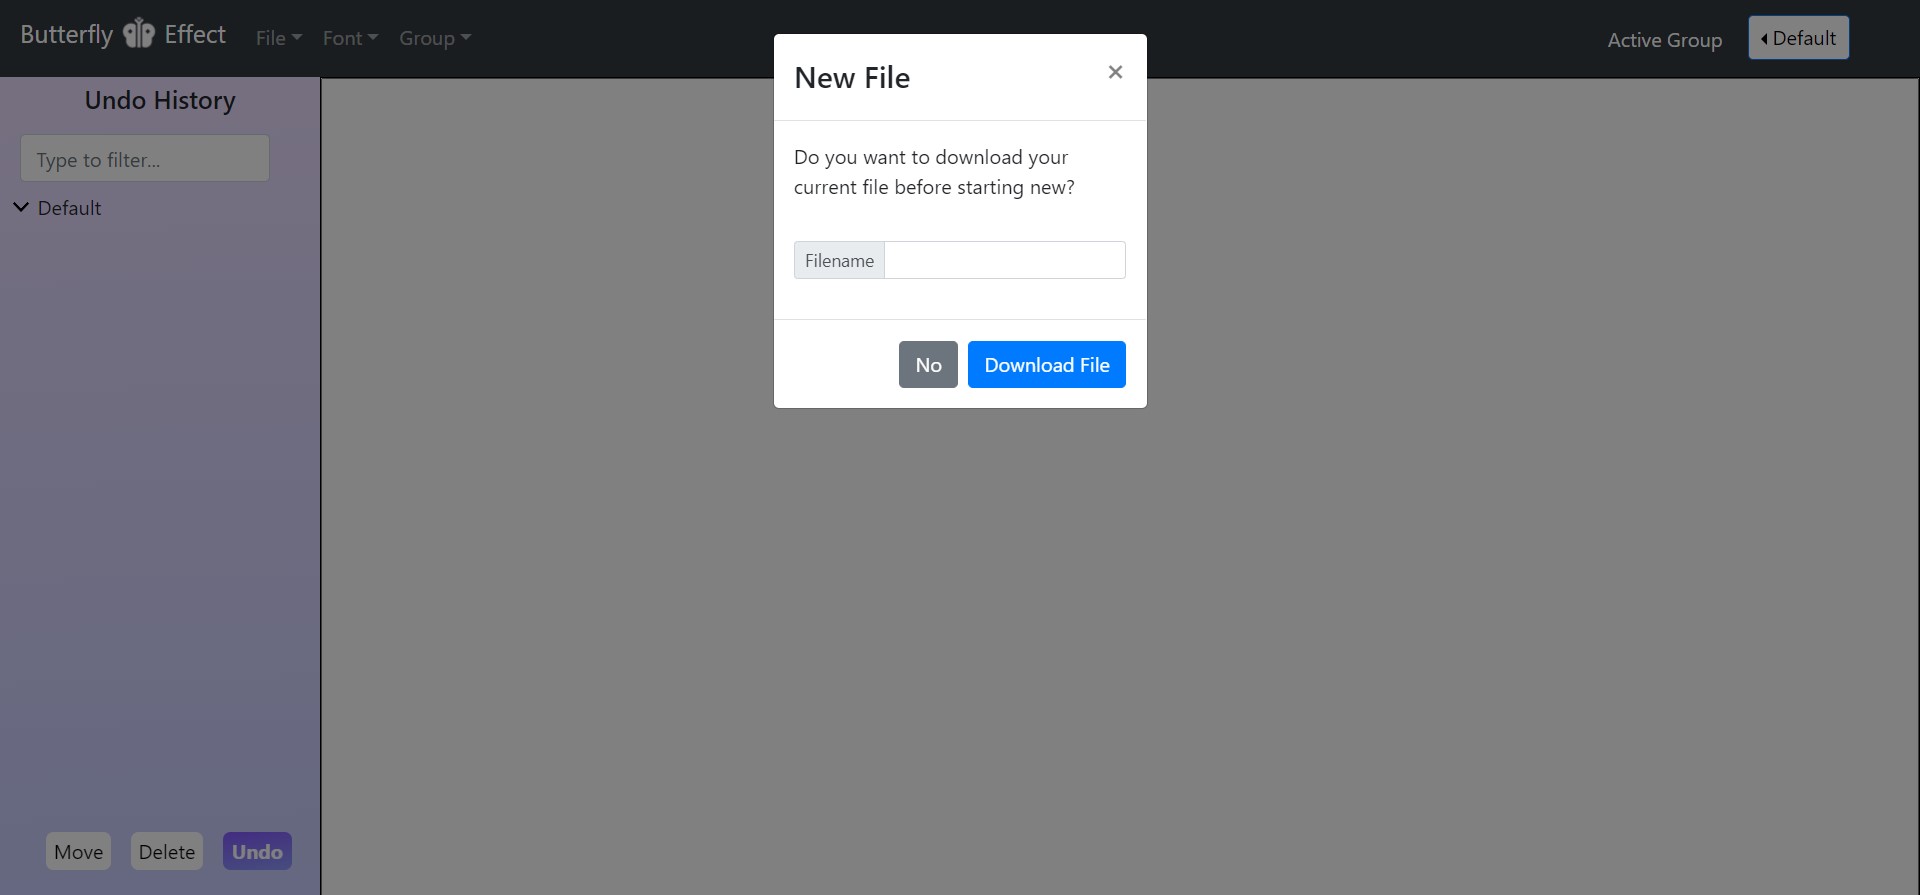 Butterfly Effect File Font Group Active Group Default
Undo History
Type to filter...
Default
Move Delete Undo
New File ×
Do you want to download your
current file before starting new?
Filename
No Download File